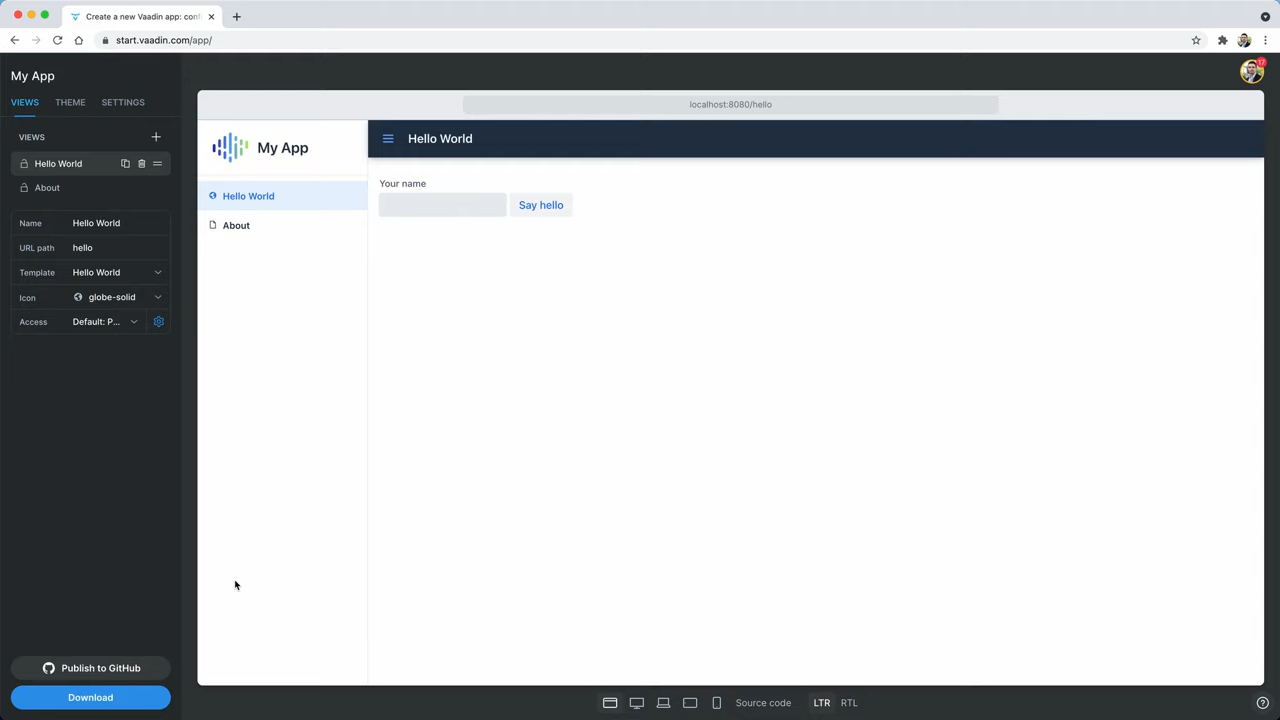 Create a new Vaadin app: conf
start.vaadin.com/app/
My App
VIEWS THEME SETTINGS
17
VIEWS
Hello World
About
Name Hello World
URL path hello
Template Hello World
Icon globe-solid
Access Default: P...
Publish to GitHub
Download
localhost:8080/hello
My App
Hello World
Hello World
About
Your name
Say hello
Source code LTR RTL